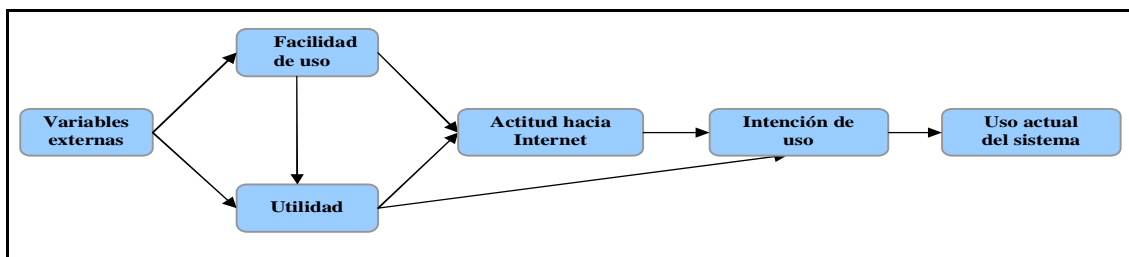 Facilidad
de uso
Variables
externas
Actitud hacia
Internet
Intención de
uso
Uso actual
del sistema
Utilidad